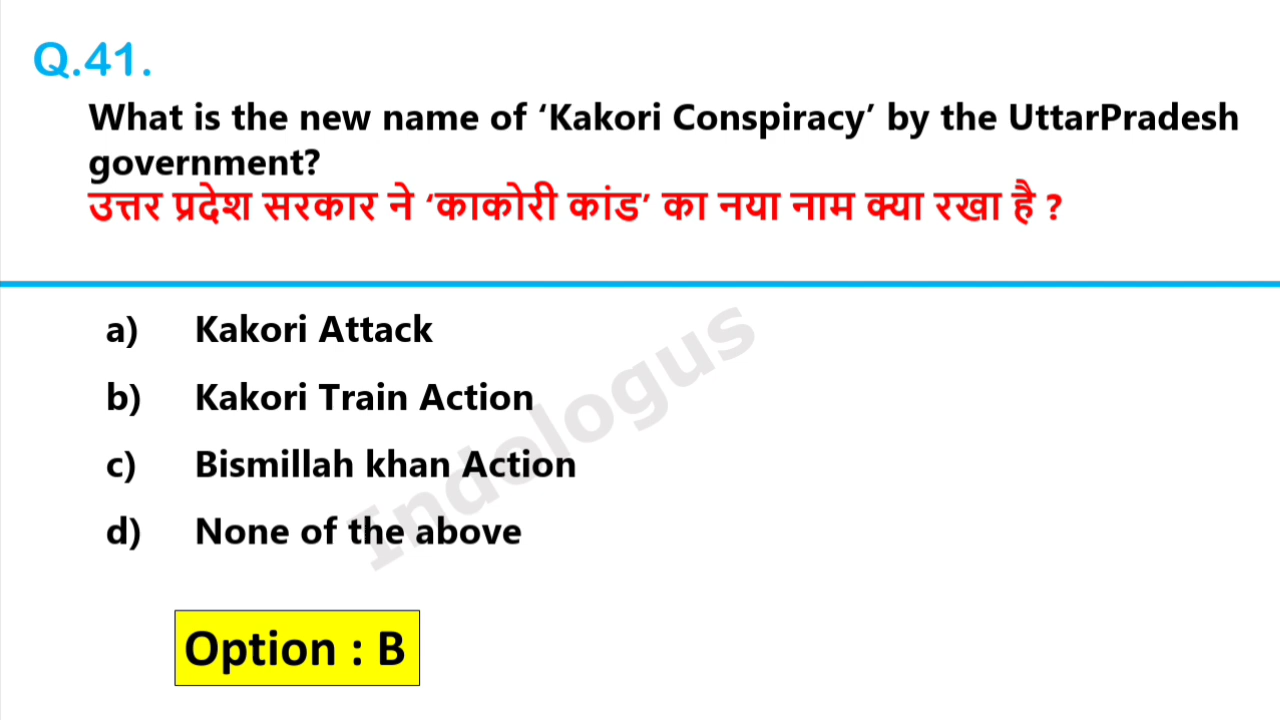 Q.41.
What is the new name of ‘Kakori Conspiracy’ by the UttarPradesh
government?
उत्तर प्रदेश सरकार ने ‘काकोरी कांड’ का नया नाम क्या रखा है ?
a) Kakori Attack
b) Kakori Train Action
c) Bismillah khan Action
d) None of the above
Indologus
Option : B